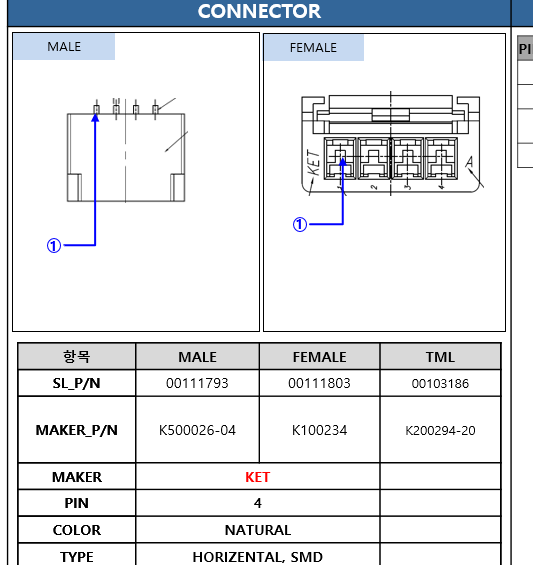 CONNECTOR
MALE
FEMALE
PI
①
①
KET
A
1 2 3 4
항목 MALE FEMALE TML
SL_P/N 00111793 00111803 00103186
MAKER_P/N K500026-04 K100234 K200294-20
MAKER KET
PIN 4
COLOR NATURAL
TYPE HORIZENTAL, SMD